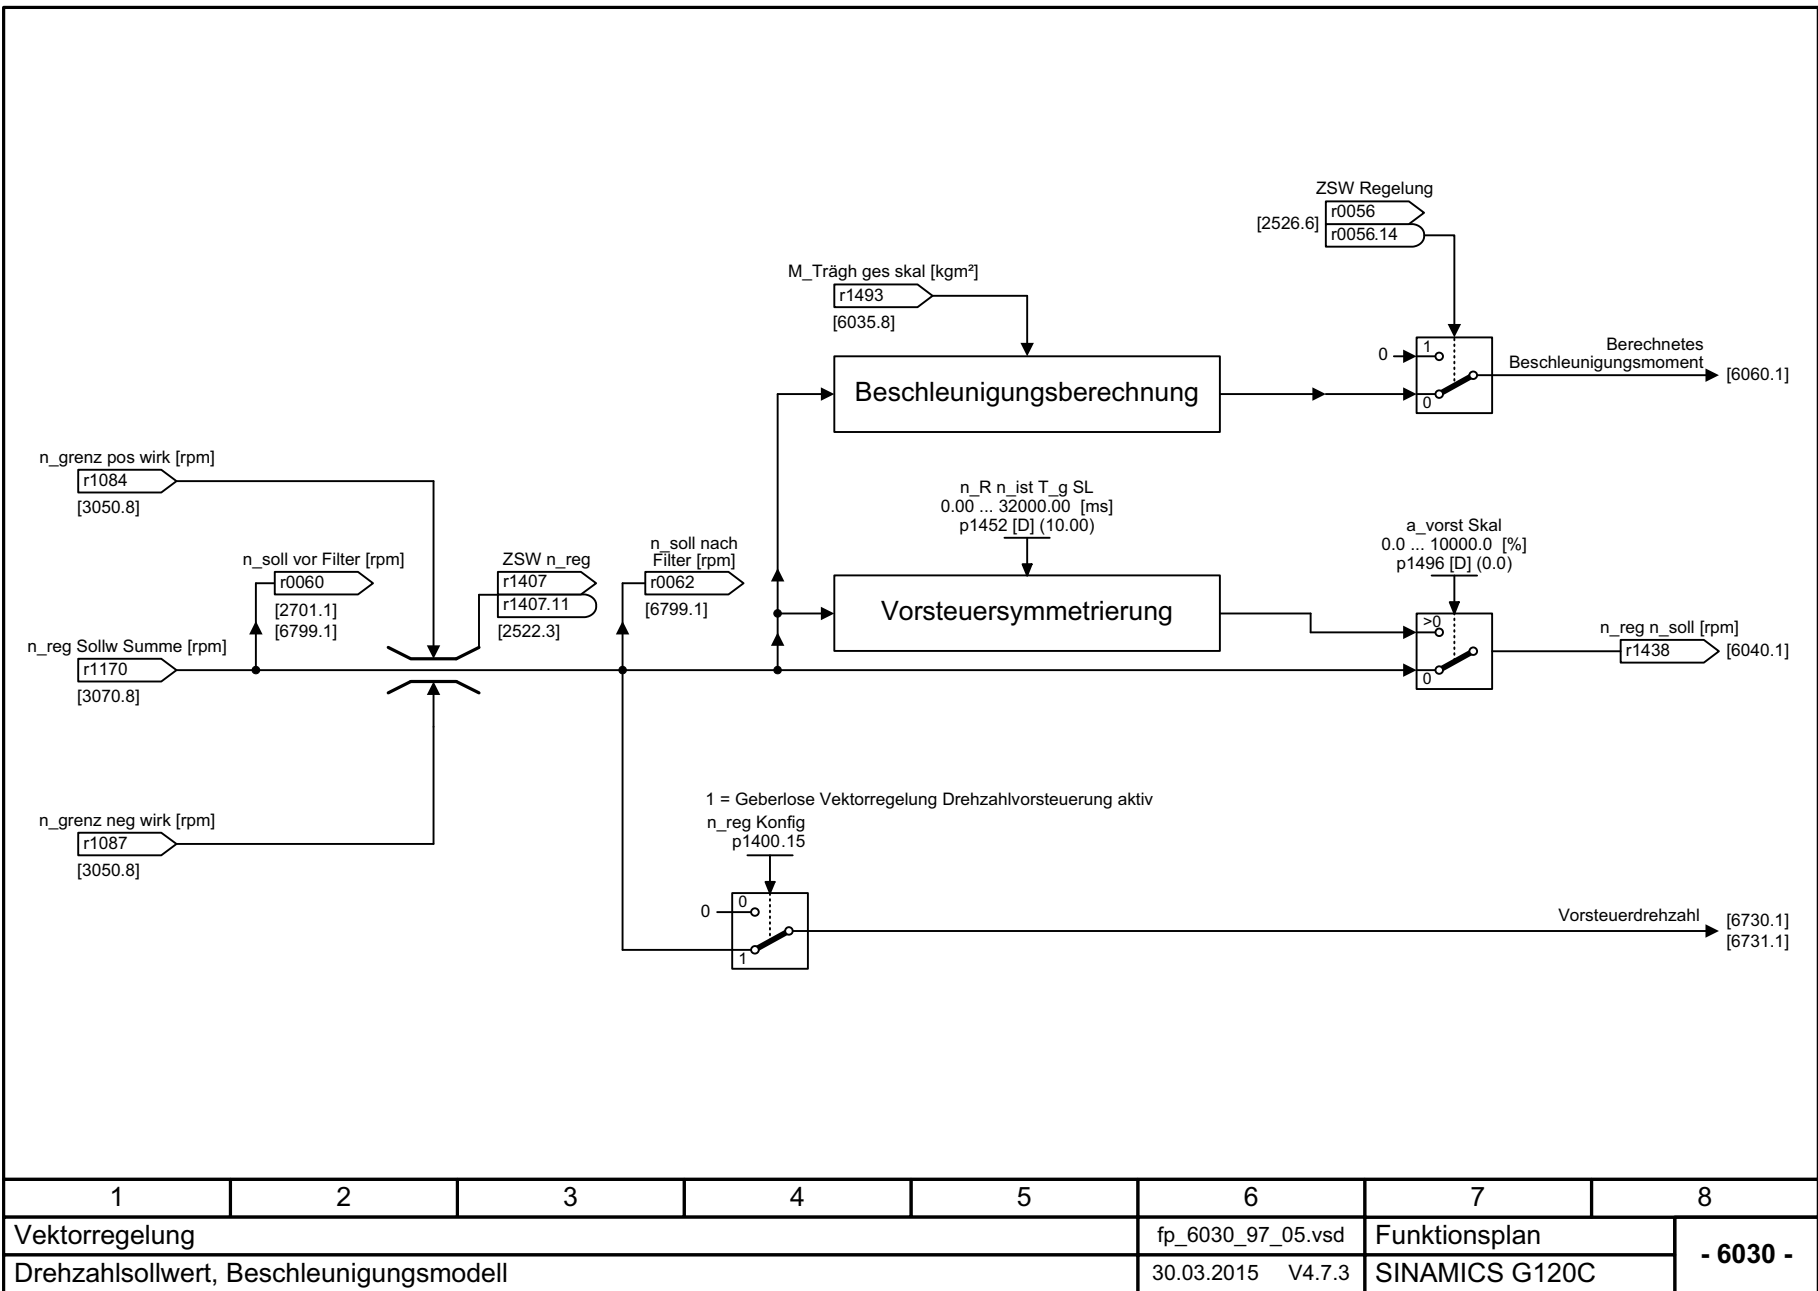 ZSW Regelung
r0056
[2526.6]
r0056.14
M_Trägh ges skal [kgm²]
r1493
[6035.8]
Beschleunigungsberechnung
0
1
0
Berechnetes
Beschleunigungsmoment
[6060.1]
n_grenz pos wirk [rpm]
r1084
[3050.8]
n_soll vor Filter [rpm]
r0060
[2701.1]
[6799.1]
ZSW n_reg
r1407
r1407.11
[2522.3]
n_soll nach
Filter [rpm]
r0062
[6799.1]
n_R n_ist T_g SL
0.00 ... 32000.00 [ms]
p1452 [D] (10.00)
Vorsteuersymmetrierung
a_vorst Skal
0.0 ... 10000.0 [%]
p1496 [D] (0.0)
>0
0
n_reg n_soll [rpm]
r1438
[6040.1]
n_reg Sollw Summe [rpm]
r1170
[3070.8]
n_grenz neg wirk [rpm]
r1087
[3050.8]
1 = Geberlose Vektorregelung Drehzahlvorsteuerung aktiv
n_reg Konfig
p1400.15
0
0
1
Vorsteuerdrehzahl
[6730.1]
[6731.1]
1 2 3 4 5 6 7 8
Vektorregelung
fp_6030_97_05.vsd
Funktionsplan
- 6030 -
Drehzahlsollwert, Beschleunigungsmodell
30.03.2015 V4.7.3
SINAMICS G120C